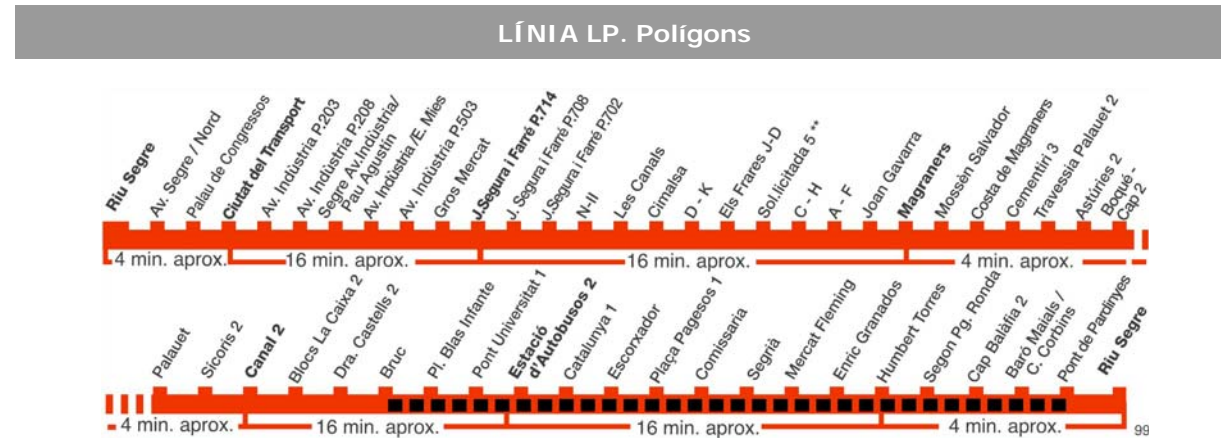 LÍNIA LP. Polígons
Riu Segre
Av. Segre / Nord
Palau de Congressos
Ciutat del Transport
Av. Indústria P.203
Av. Indústria P.208
Segre Av.Indústria/
Pau Agustin
Av. Indústria /E. Mies
Av. Indústria P.503
Gros Mercat
J.Segura i Farré P.714
J. Segura i Farré P.708
J.Segura i Farré P.702
N-II
Les Canals
Cimalsa
D - K
Els Frares J-D
Sol.licitada 5 **
C - H
A - F
Joan Gavarra
Magraners
Mossèn Salvador
Costa de Magraners
Cementiri 3
Travessia Palauet 2
Astúries 2
Boqué -
Cap 2
4 min. aprox.
16 min. aprox.
16 min. aprox.
4 min. aprox.
Palauet
Sicoris 2
Canal 2
Blocs La Caixa 2
Dra. Castells 2
Bruc
Pl. Blas Infante
Pont Universitat 1
Estació
d'Autobusos 2
Catalunya 1
Escorxador
Plaça Pagesos 1
Comissaria
Segrià
Mercat Fleming
Enric Granados
Humbert Torres
Segon Pg. Ronda
Cap Balàfia 2
Baró Maials /
C. Corbins
Pont de Pardinyes
Riu Segre
4 min. aprox.
16 min. aprox.
16 min. aprox.
4 min. aprox.
99